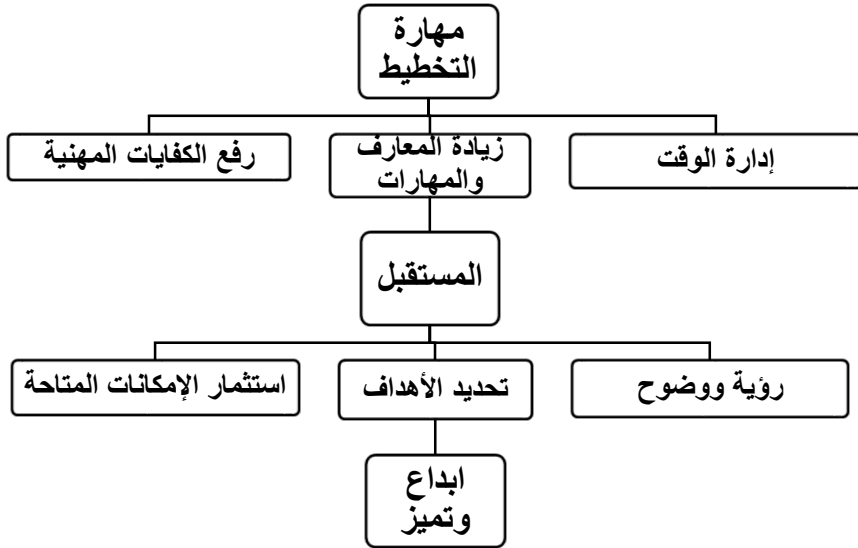 مهارة
التخطيط
إدارة الوقت
زيادة المعارف
والمهارات
رفع الكفايات المهنية
المستقبل
رؤية ووضوح
تحديد الأهداف
استثمار الإمكانات المتاحة
ابداع
وتميز